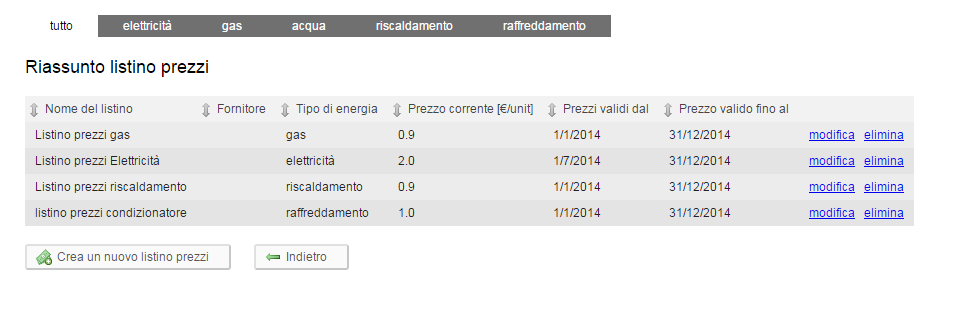 tutto elettricità gas acqua riscaldamento raffreddamento
Riassunto listino prezzi
Nome del listino Fornitore Tipo di energia Prezzo corrente [€/unit] Prezzi validi dal Prezzo valido fino al
Listino prezzi gas gas 0.9 1/1/2014 31/12/2014 modifica elimina
Listino prezzi Elettricità elettricità 2.0 1/7/2014 31/12/2014 modifica elimina
Listino prezzi riscaldamento riscaldamento 0.9 1/1/2014 31/12/2014 modifica elimina
listino prezzi condizionatore raffreddamento 1.0 1/1/2014 31/12/2014 modifica elimina
Crea un nuovo listino prezzi Indietro